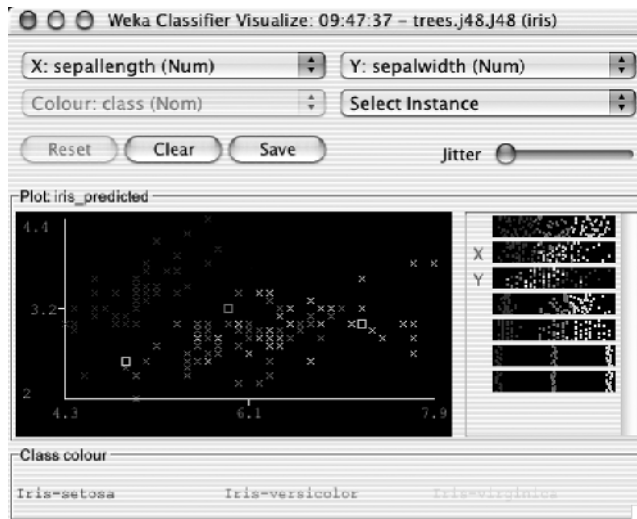 Weka Classifier Visualize: 09:47:37 – trees.j48.J48 (iris)
X: sepallength (Num)
Y: sepalwidth (Num)
Colour: class (Nom)
Select Instance
Reset
Clear
Save
Jitter
Plot: iris_predicted
4.4
3.2
2
4.3
6.1
7.9
X
Y
Class colour
Iris-setosa
Iris-versicolor
Iris-virginica